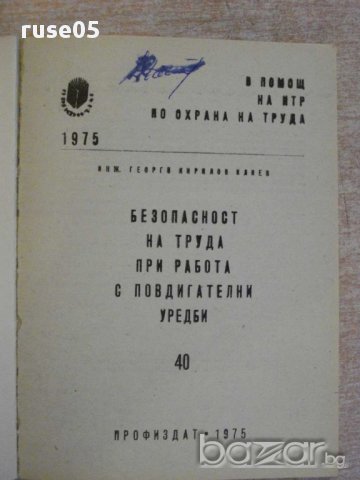 ruse05
В ПОМОЩ
НА ИТР
ПО ОХРАНА НА ТРУДА
ПРОФИЗДАТ
1975
ИНЖ. ГЕОРГИ КИРИЛОВ
БЕЗОПАСНОСТ
НА ТРУДА
ПРИ РАБОТА
С ПОВДИГАТЕЛНИ
УРЕДБИ
40
ПРОФИЗДАТ • 1975
bazar.bg